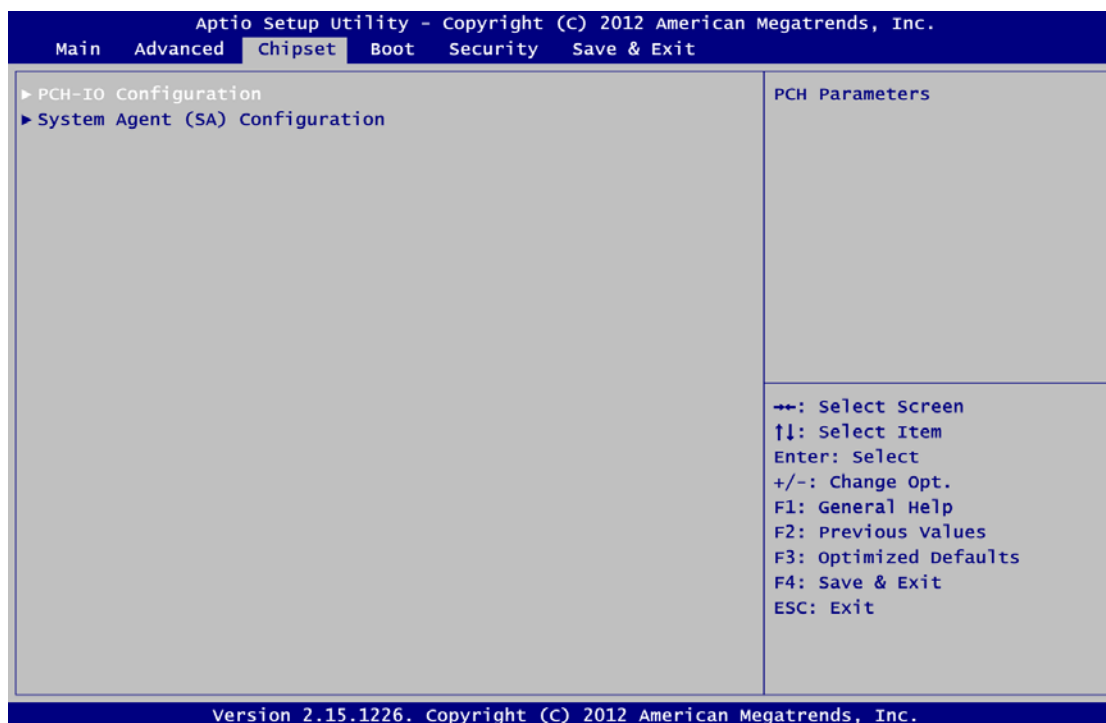 Aptio Setup Utility - Copyright (C) 2012 American Megatrends, Inc.
Main Advanced Chipset Boot Security Save & Exit
► PCH-IO Configuration
► System Agent (SA) Configuration
PCH Parameters
→←: Select Screen
↑↓: Select Item
Enter: Select
+/-: Change Opt.
F1: General Help
F2: Previous Values
F3: Optimized Defaults
F4: Save & Exit
ESC: Exit
Version 2.15.1226. Copyright (C) 2012 American Megatrends, Inc.